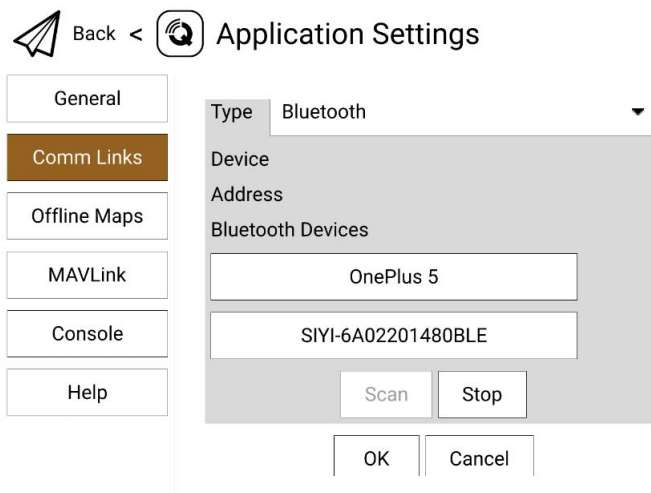 Back < Application Settings
General
Comm Links
Offline Maps
MAVLink
Console
Help
Type Bluetooth
Device
Address
Bluetooth Devices
OnePlus 5
SIYI-6A02201480BLE
Scan Stop
OK Cancel